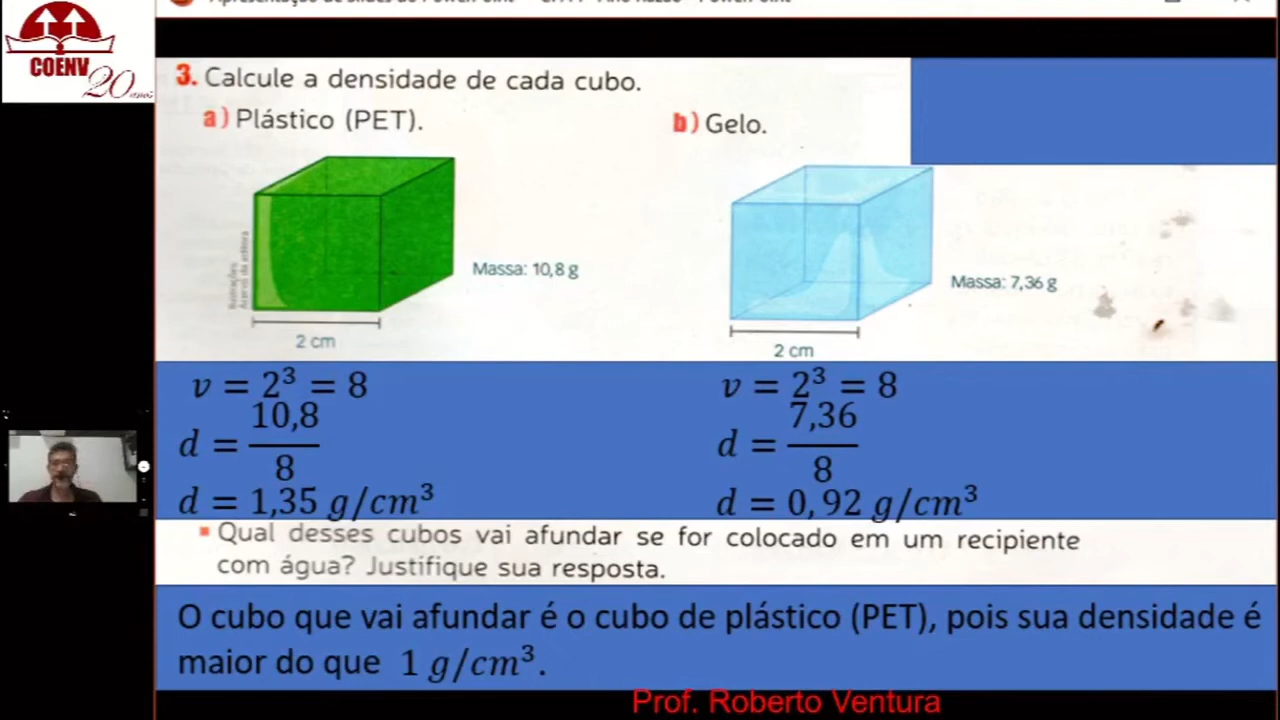 COENV
20 anos
3. Calcule a densidade de cada cubo.
a) Plástico (PET).
b) Gelo.
Massa: 10,8 g
Massa: 7,36 g
2 cm
2 cm
v = 2³ = 8
d = 10,8/8
d = 1,35 g/cm³
v = 2³ = 8
d = 7,36/8
d = 0,92 g/cm³
▪ Qual desses cubos vai afundar se for colocado em um recipiente
com água? Justifique sua resposta.
O cubo que vai afundar é o cubo de plástico (PET), pois sua densidade é
maior do que 1 g/cm³.
Prof. Roberto Ventura